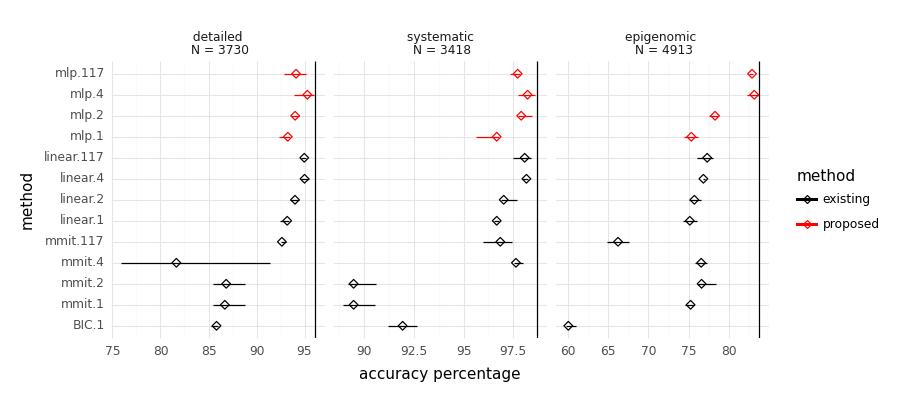 detailed
N = 3730
systematic
N = 3418
epigenomic
N = 4913
method
mlp.117
mlp.4
mlp.2
mlp.1
linear.117
linear.4
linear.2
linear.1
mmit.117
mmit.4
mmit.2
mmit.1
BIC.1
75 80 85 90 95
90 92.5 95 97.5
60 65 70 75 80
accuracy percentage
method
existing
proposed